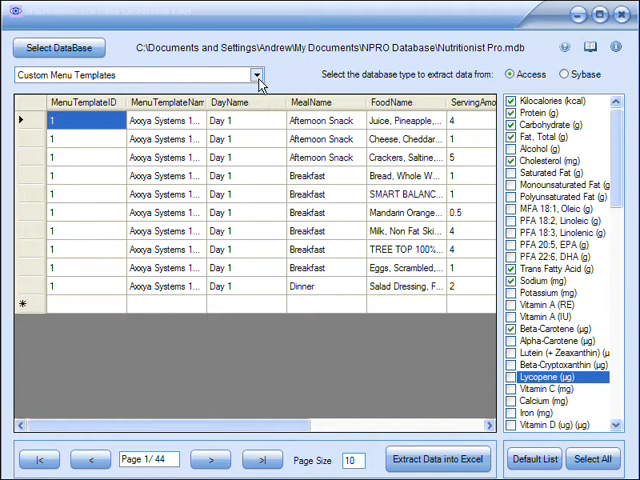 Select DataBase
C:\Documents and Settings\Andrew\My Documents\NPRO Database\Nutritionist Pro.mdb
Custom Menu Templates
Select the database type to extract data from:
Access
Sybase
MenuTemplateID MenuTemplateNam DayName MealName FoodName ServingAmo
1 Axxya Systems 1... Day 1 Afternoon Snack Juice, Pineapple,... 4
1 Axxya Systems 1... Day 1 Afternoon Snack Cheese, Cheddar... 1
1 Axxya Systems 1... Day 1 Afternoon Snack Crackers, Saltine,... 5
1 Axxya Systems 1... Day 1 Breakfast Bread, Whole W... 1
1 Axxya Systems 1... Day 1 Breakfast SMART BALANC... 1
1 Axxya Systems 1... Day 1 Breakfast Mandarin Orange... 0.5
1 Axxya Systems 1... Day 1 Breakfast Milk, Non Fat Ski... 4
1 Axxya Systems 1... Day 1 Breakfast TREE TOP 100%... 4
1 Axxya Systems 1... Day 1 Breakfast Eggs, Scrambled,... 1
1 Axxya Systems 1... Day 1 Dinner Salad Dressing, F... 2
Kilocalories (kcal)
Protein (g)
Carbohydrate (g)
Fat, Total (g)
Alcohol (g)
Cholesterol (mg)
Saturated Fat (g)
Monounsaturated Fat (g
Polyunsaturated Fat (g)
MFA 18:1, Oleic (g)
PFA 18:2, Linoleic (g)
PFA 18:3, Linolenic (g)
PFA 20:5, EPA (g)
PFA 22:6, DHA (g)
Trans Fatty Acid (g)
Sodium (mg)
Potassium (mg)
Vitamin A (RE)
Vitamin A (IU)
Beta-Carotene (µg)
Alpha-Carotene (µg)
Lutein (+ Zeaxanthin) (µ
Beta-Cryptoxanthin (µg)
Lycopene (µg)
Vitamin C (mg)
Calcium (mg)
Iron (mg)
Vitamin D (ug) (µg)
|<
<
Page 1/ 44
>
>|
Page Size
10
Extract Data into Excel
Default List
Select All